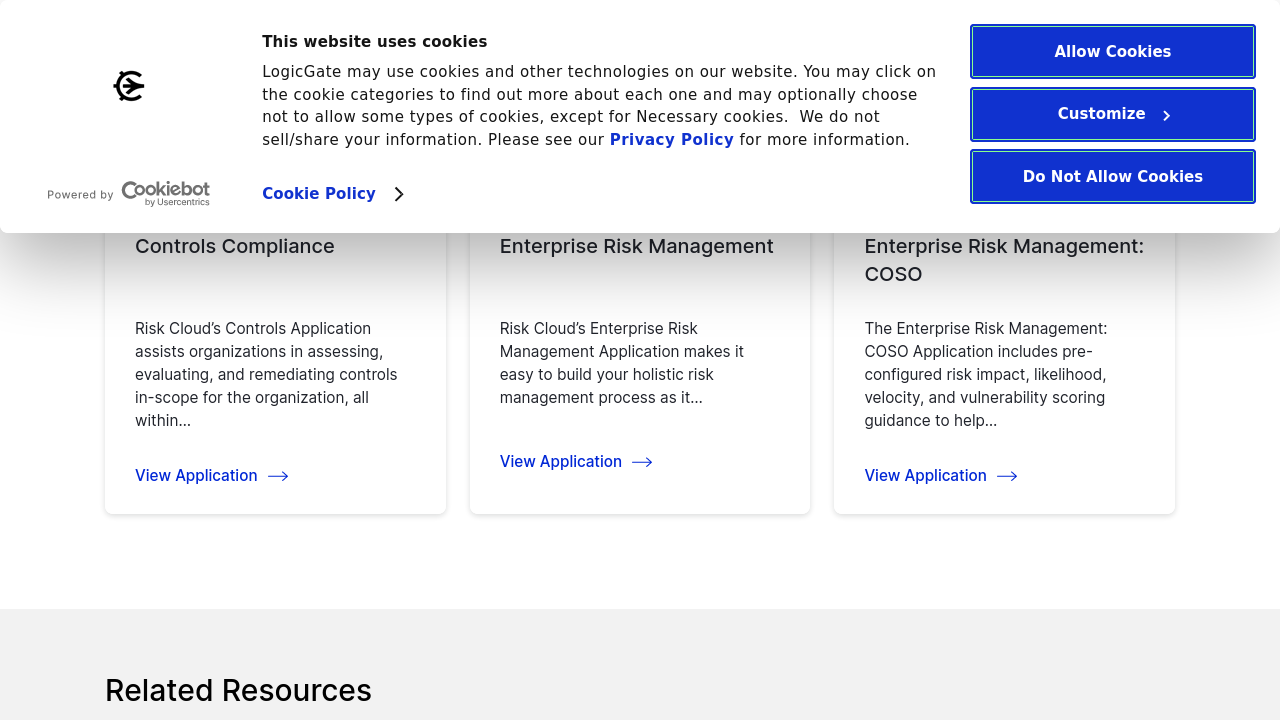 This website uses cookies
LogicGate may use cookies and other technologies on our website. You may click on
the cookie categories to find out more about each one and may optionally choose
not to allow some types of cookies, except for Necessary cookies.  We do not
sell/share your information. Please see our Privacy Policy for more information.
Powered by Cookiebot
by Usercentrics
Cookie Policy
Allow Cookies
Customize
Do Not Allow Cookies
Controls Compliance
Risk Cloud’s Controls Application
assists organizations in assessing,
evaluating, and remediating controls
in-scope for the organization, all
within...
View Application
Enterprise Risk Management
Risk Cloud’s Enterprise Risk
Management Application makes it
easy to build your holistic risk
management process as it...
View Application
Enterprise Risk Management:
COSO
The Enterprise Risk Management:
COSO Application includes pre-
configured risk impact, likelihood,
velocity, and vulnerability scoring
guidance to help...
View Application
Related Resources